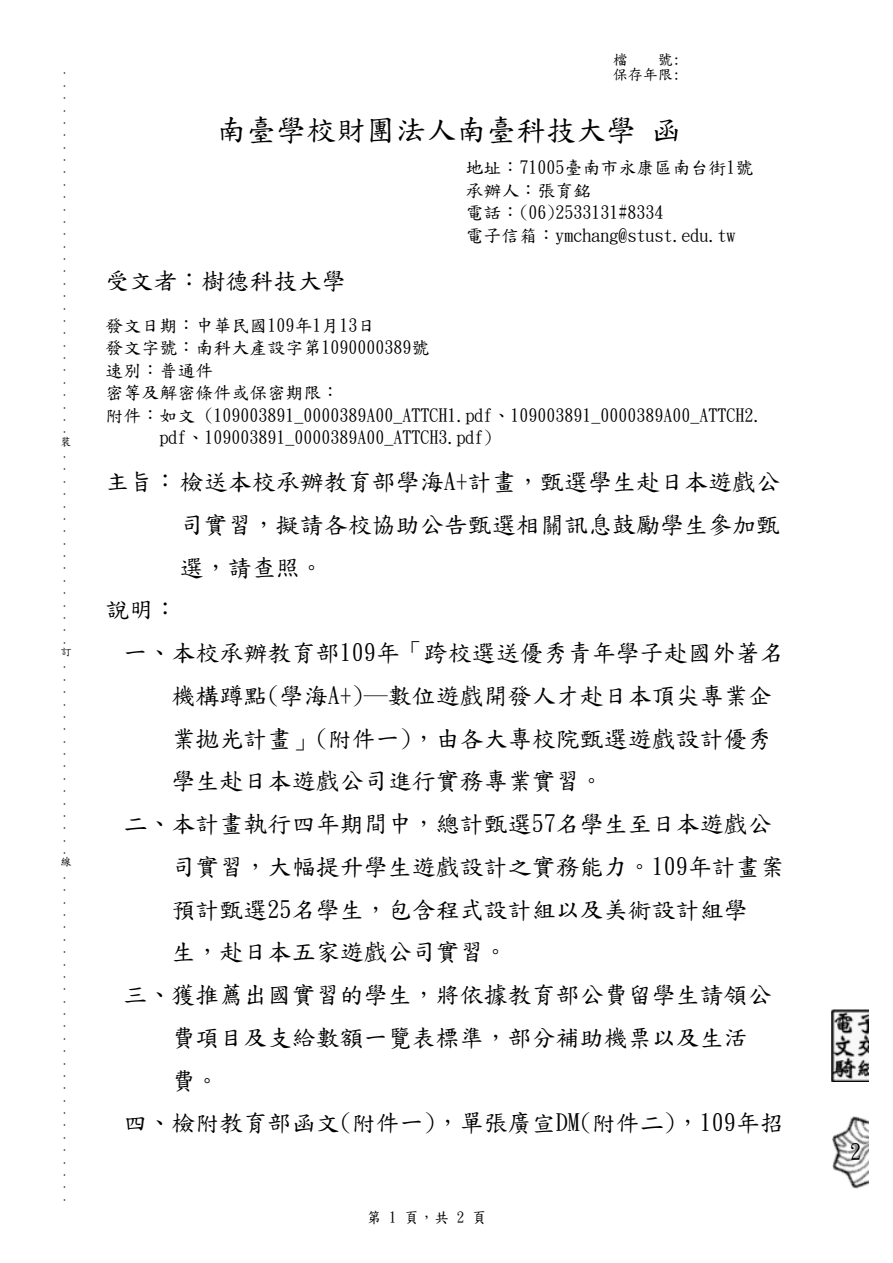 檔　　號:
保存年限:
南臺學校財團法人南臺科技大學 函
地址：71005臺南市永康區南台街1號
承辦人：張育銘
電話：(06)2533131#8334
電子信箱：ymchang@stust.edu.tw
受文者：樹德科技大學
發文日期：中華民國109年1月13日
發文字號：南科大產設字第1090000389號
速別：普通件
密等及解密條件或保密期限：
附件：如文 (109003891_0000389A00_ATTCH1.pdf、109003891_0000389A00_ATTCH2.
pdf、109003891_0000389A00_ATTCH3.pdf)
主旨：檢送本校承辦教育部學海A+計畫，甄選學生赴日本遊戲公
司實習，擬請各校協助公告甄選相關訊息鼓勵學生參加甄
選，請查照。
說明：
一、本校承辦教育部109年「跨校選送優秀青年學子赴國外著名
機構蹲點(學海A+)—數位遊戲開發人才赴日本頂尖專業企
業拋光計畫」(附件一)，由各大專校院甄選遊戲設計優秀
學生赴日本遊戲公司進行實務專業實習。
二、本計畫執行四年期間中，總計甄選57名學生至日本遊戲公
司實習，大幅提升學生遊戲設計之實務能力。109年計畫案
預計甄選25名學生，包含程式設計組以及美術設計組學
生，赴日本五家遊戲公司實習。
三、獲推薦出國實習的學生，將依據教育部公費留學生請領公
費項目及支給數額一覽表標準，部分補助機票以及生活
費。
四、檢附教育部函文(附件一)，單張廣宣DM(附件二)，109年招
裝
訂
線
電子
文交
騎
2
第 1 頁，共 2 頁